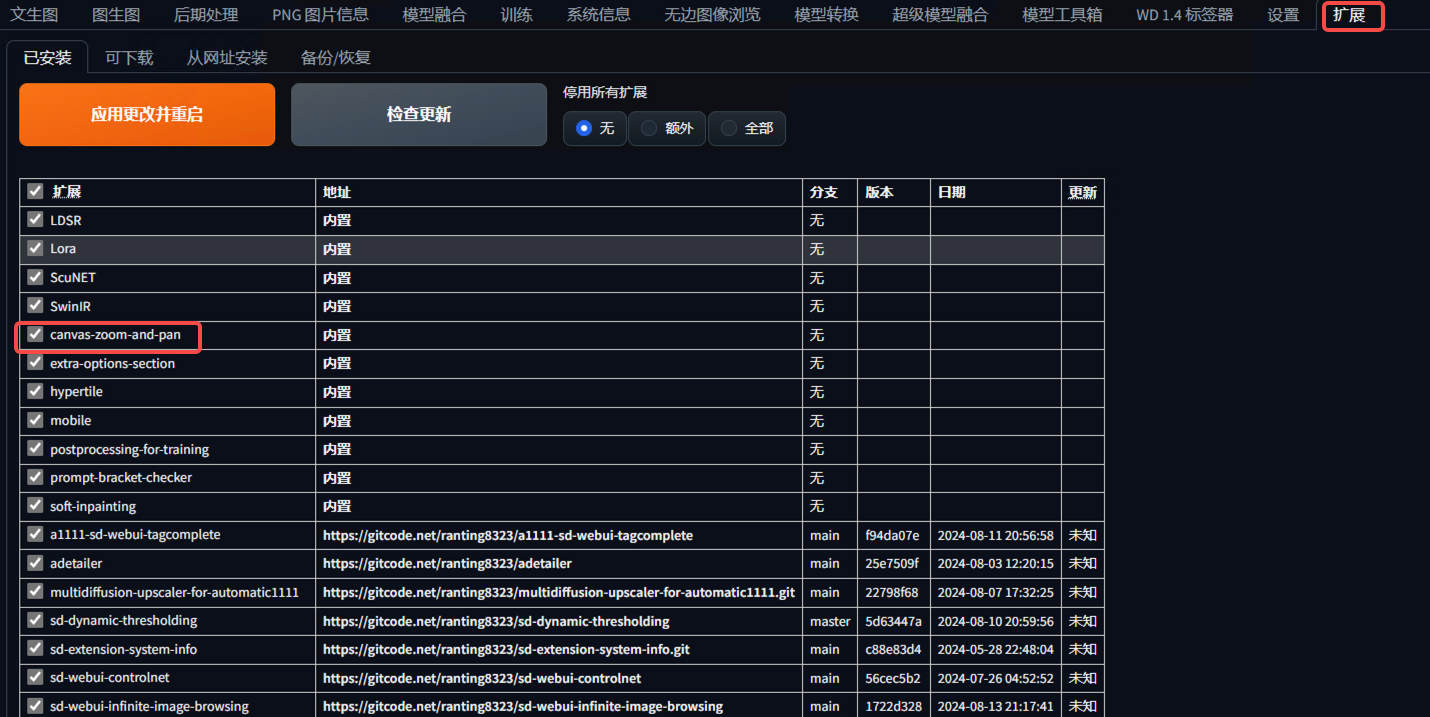 文生图 图生图 后期处理 PNG 图片信息 模型融合 训练 系统信息 无边图像浏览 模型转换 超级模型融合 模型工具箱 WD 1.4 标签器 设置 扩展
已安装 可下载 从网址安装 备份/恢复
停用所有扩展
应用更改并重启 检查更新 无 额外 全部
扩展 地址 分支 版本 日期 更新
LDSR 内置 无
Lora 内置 无
ScuNET 内置 无
SwinIR 内置 无
canvas-zoom-and-pan 内置 无
extra-options-section 内置 无
hypertile 内置 无
mobile 内置 无
postprocessing-for-training 内置 无
prompt-bracket-checker 内置 无
soft-inpainting 内置 无
a1111-sd-webui-tagcomplete https://gitcode.net/ranting8323/a1111-sd-webui-tagcomplete main f94da07e 2024-08-11 20:56:58 未知
adetailer https://gitcode.net/ranting8323/adetailer main 25e7509f 2024-08-03 12:20:15 未知
multidiffusion-upscaler-for-automatic1111 https://gitcode.net/ranting8323/multidiffusion-upscaler-for-automatic1111.git main 22798f68 2024-08-07 17:32:25 未知
sd-dynamic-thresholding https://gitcode.net/ranting8323/sd-dynamic-thresholding master 5d63447a 2024-08-10 20:59:56 未知
sd-extension-system-info https://gitcode.net/ranting8323/sd-extension-system-info.git main c88e83d4 2024-05-28 22:48:04 未知
sd-webui-controlnet https://gitcode.net/ranting8323/sd-webui-controlnet main 56cec5b2 2024-07-26 04:52:52 未知
sd-webui-infinite-image-browsing https://gitcode.net/ranting8323/sd-webui-infinite-image-browsing main 1722d328 2024-08-13 21:17:41 未知